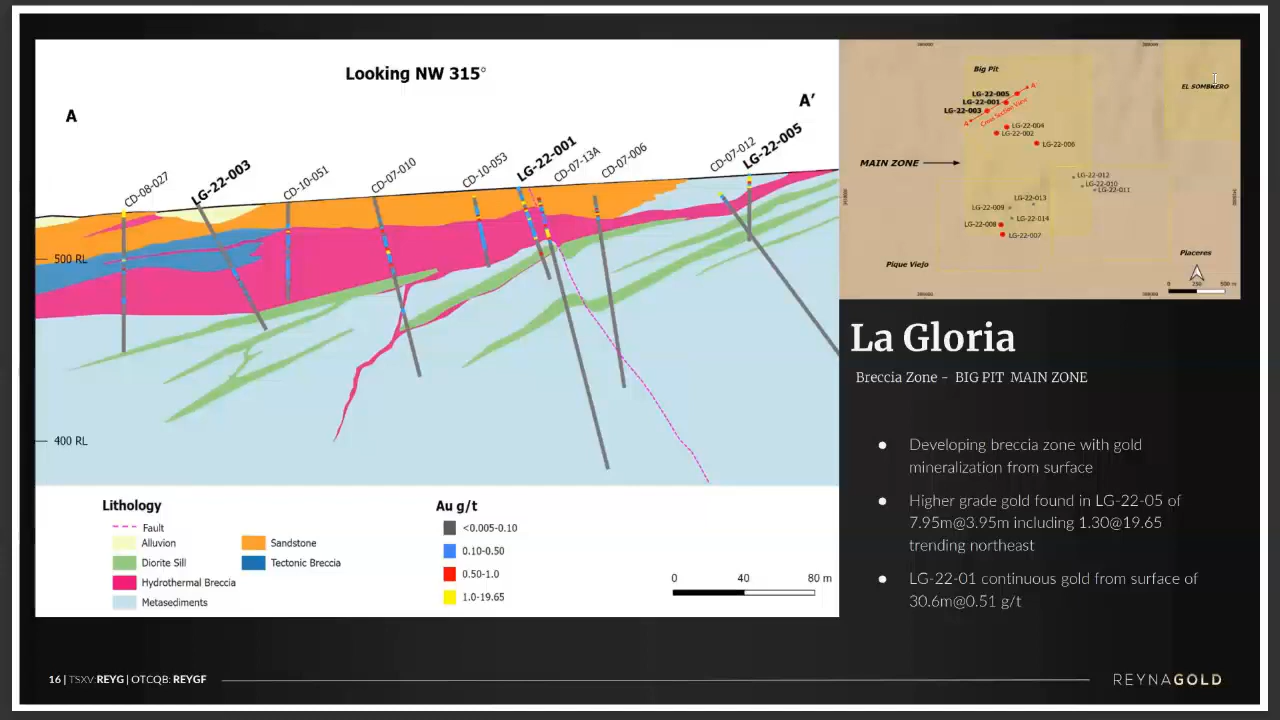 Looking NW 315°
A
A'
CD-08-027
LG-22-003
CD-10-051
CD-07-010
CD-10-053
LG-22-001
CD-07-13A
CD-07-006
CD-07-012
LG-22-005
500 RL
400 RL
Lithology
Fault
Alluvion
Diorite Sill
Hydrothermal Breccia
Metasediments
Sandstone
Tectonic Breccia
Au g/t
<0.005-0.10
0.10-0.50
0.50-1.0
1.0-19.65
0 40 80 m
Big Pit
EL SOMBRERO
LG-22-005
A'
LG-22-001
LG-22-003
A
Cross Section View
LG-22-004
LG-22-002
LG-22-006
MAIN ZONE
LG-22-012
LG-22-010
LG-22-011
LG-22-013
LG-22-009
LG-22-014
LG-22-008
LG-22-007
Placeres
Pique Viejo
0 250 500 m
La Gloria
Breccia Zone - BIG PIT MAIN ZONE
● Developing breccia zone with gold
mineralization from surface
● Higher grade gold found in LG-22-05 of
7.95m@3.95m including 1.30@19.65
trending northeast
● LG-22-01 continuous gold from surface of
30.6m@0.51 g/t
16 | TSXV:REYG | OTCQB: REYGF
REYNAGOLD